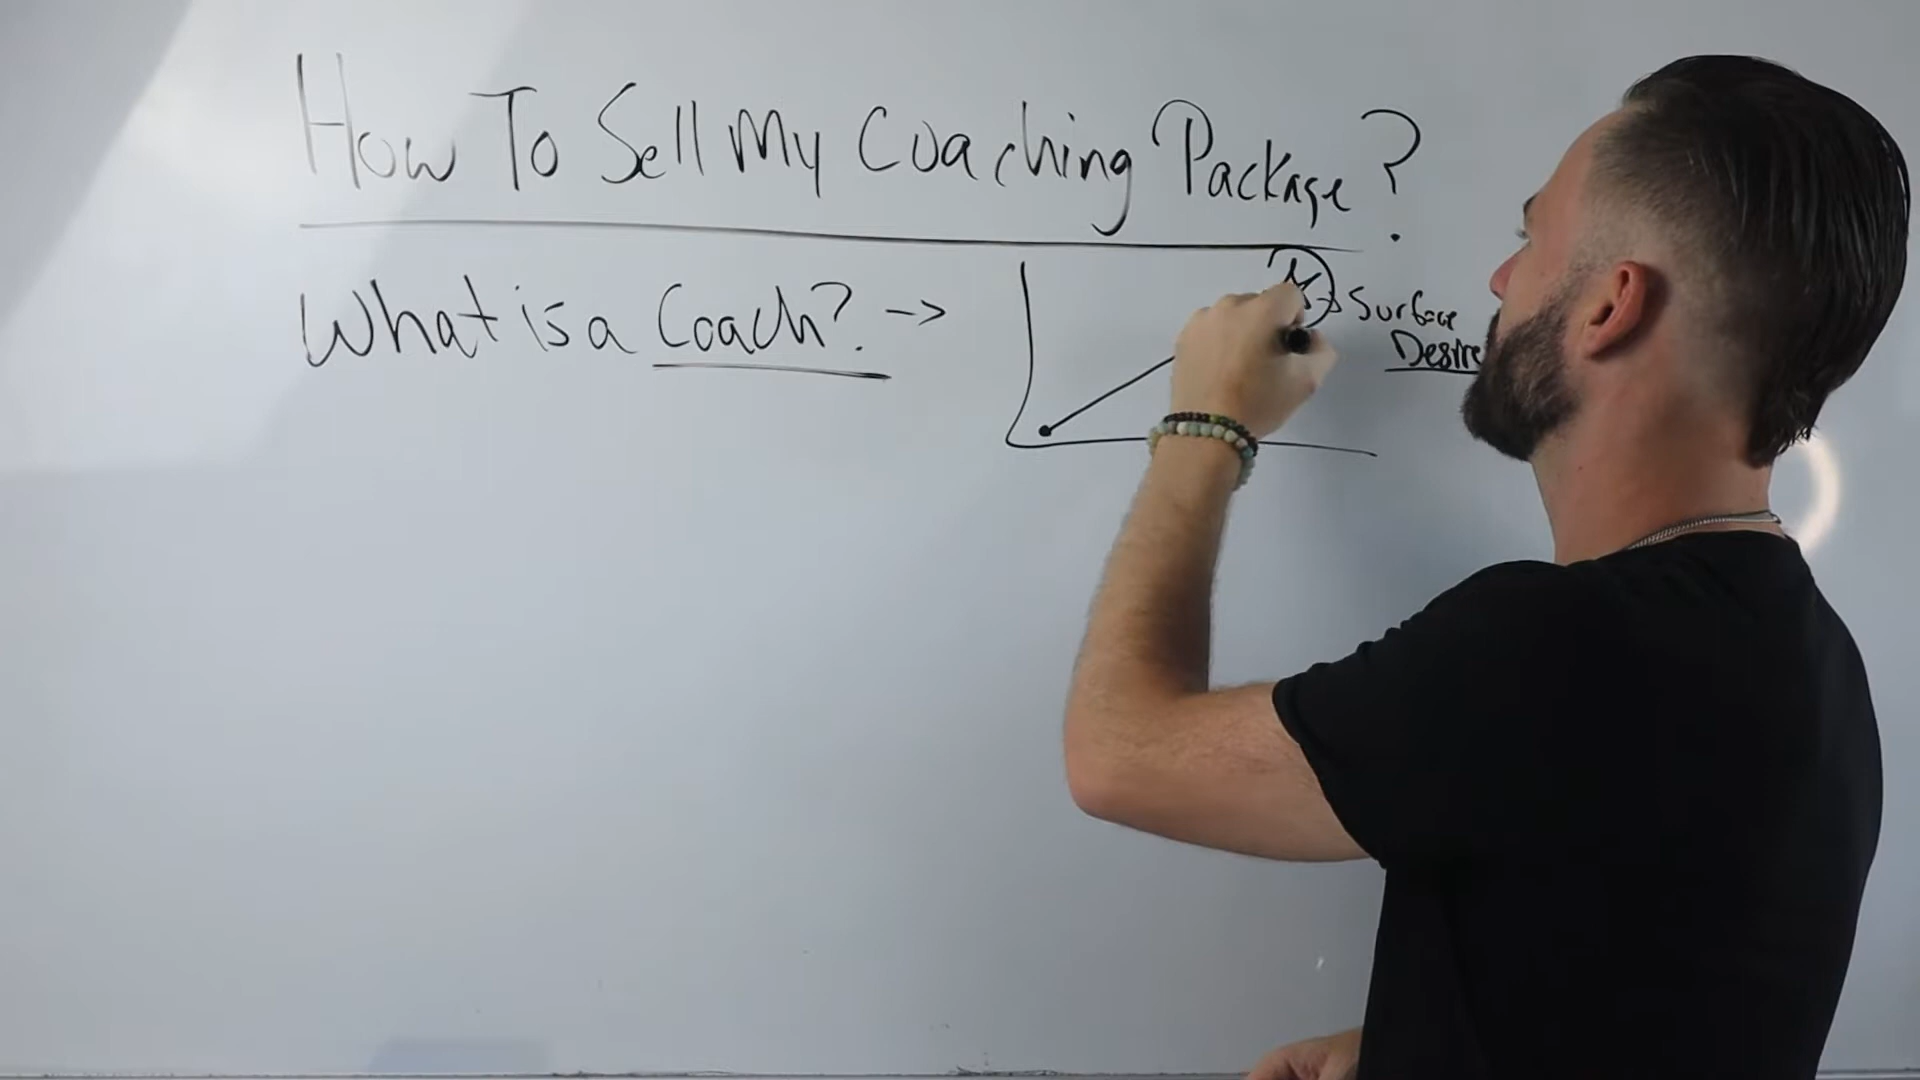 How To Sell My Coaching Package?
What is a Coach? ->
Surface
Desire